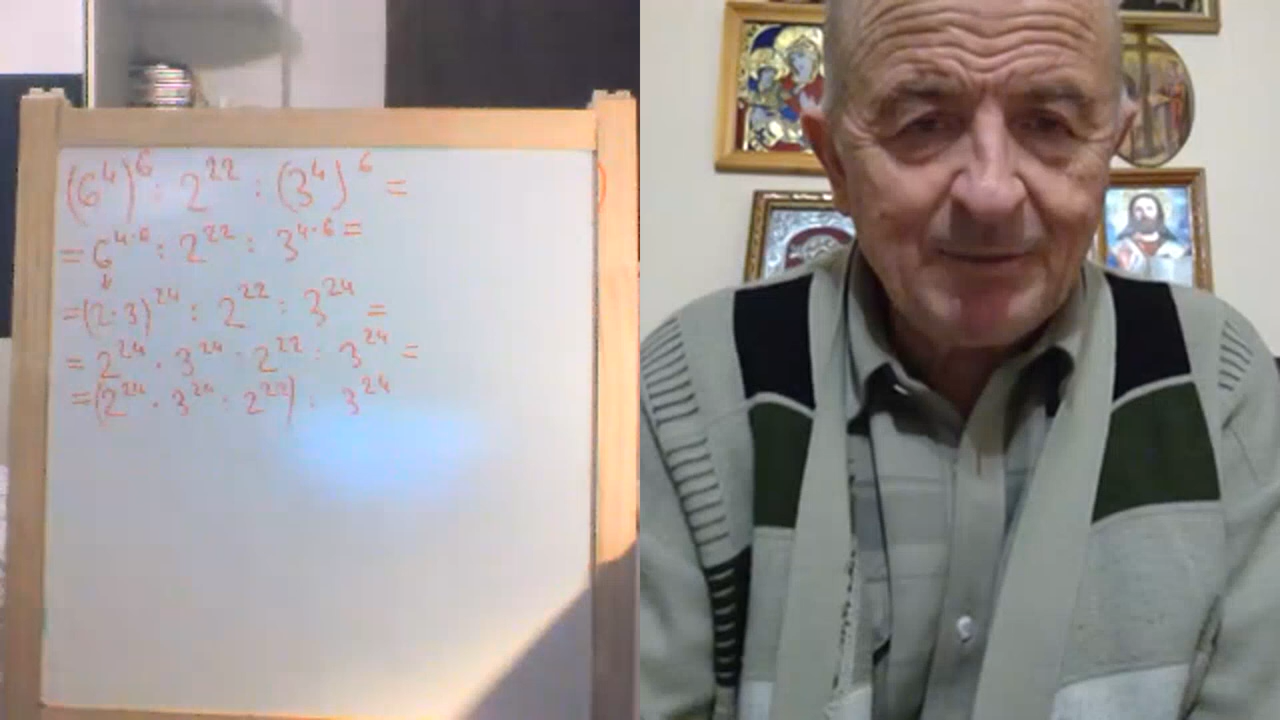 (6⁴)⁶ : 2²² : (3⁴)⁶ =
= 6⁴·⁶ : 2²² : 3⁴·⁶ =
= (2·3)²⁴ : 2²² : 3²⁴ =
= 2²⁴ · 3²⁴ : 2²² : 3²⁴ =
= (2²⁴ · 3²⁴ : 2²²) : 3²⁴